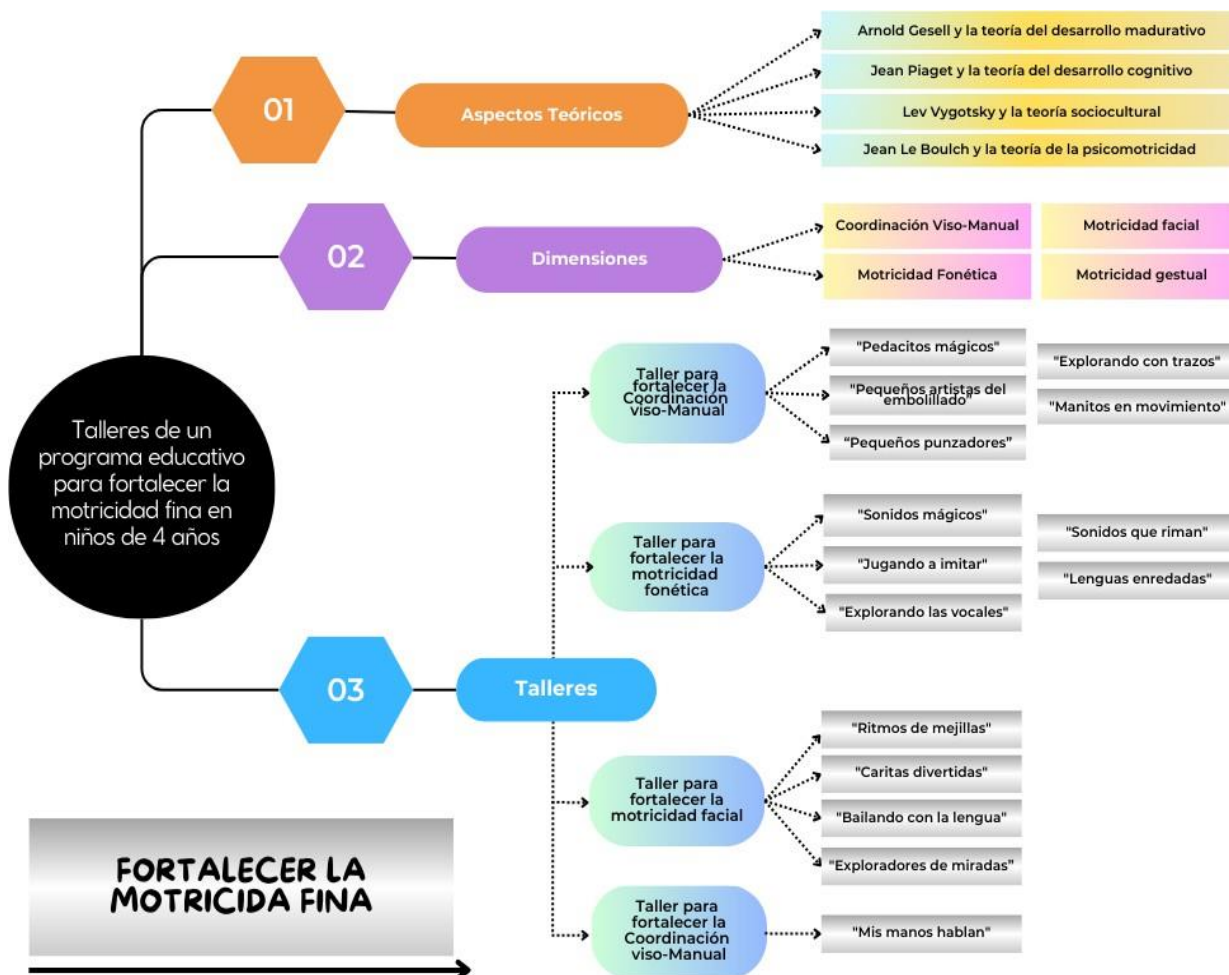 01
Aspectos Teóricos
Arnold Gesell y la teoría del desarrollo madurativo
Jean Piaget y la teoría del desarrollo cognitivo
Lev Vygotsky y la teoría sociocultural
Jean Le Boulch y la teoría de la psicomotricidad
02
Dimensiones
Coordinación Viso-Manual
Motricidad facial
Motricidad Fonética
Motricidad gestual
Talleres de un
programa educativo
para fortalecer la
motricidad fina en
niños de 4 años
03
Talleres
Taller para
fortalecer la
Coordinación
viso-Manual
"Pedacitos mágicos"
"Pequeños artistas del
embolillado"
“Pequeños punzadores”
"Explorando con trazos"
"Manitos en movimiento"
Taller para
fortalecer la
motricidad
fonética
"Sonidos mágicos"
"Jugando a imitar"
"Explorando las vocales"
"Sonidos que riman"
"Lenguas enredadas"
Taller para
fortalecer la
motricidad facial
"Ritmos de mejillas"
"Caritas divertidas"
"Bailando con la lengua"
"Exploradores de miradas”
Taller para
fortalecer la
Coordinación
viso-Manual
"Mis manos hablan"
FORTALECER LA
MOTRICIDA FINA